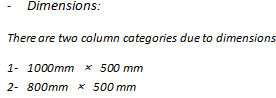 - Dimensions:
There are two column categories due to dimensions
1- 1000mm × 500 mm
2- 800mm × 500 mm